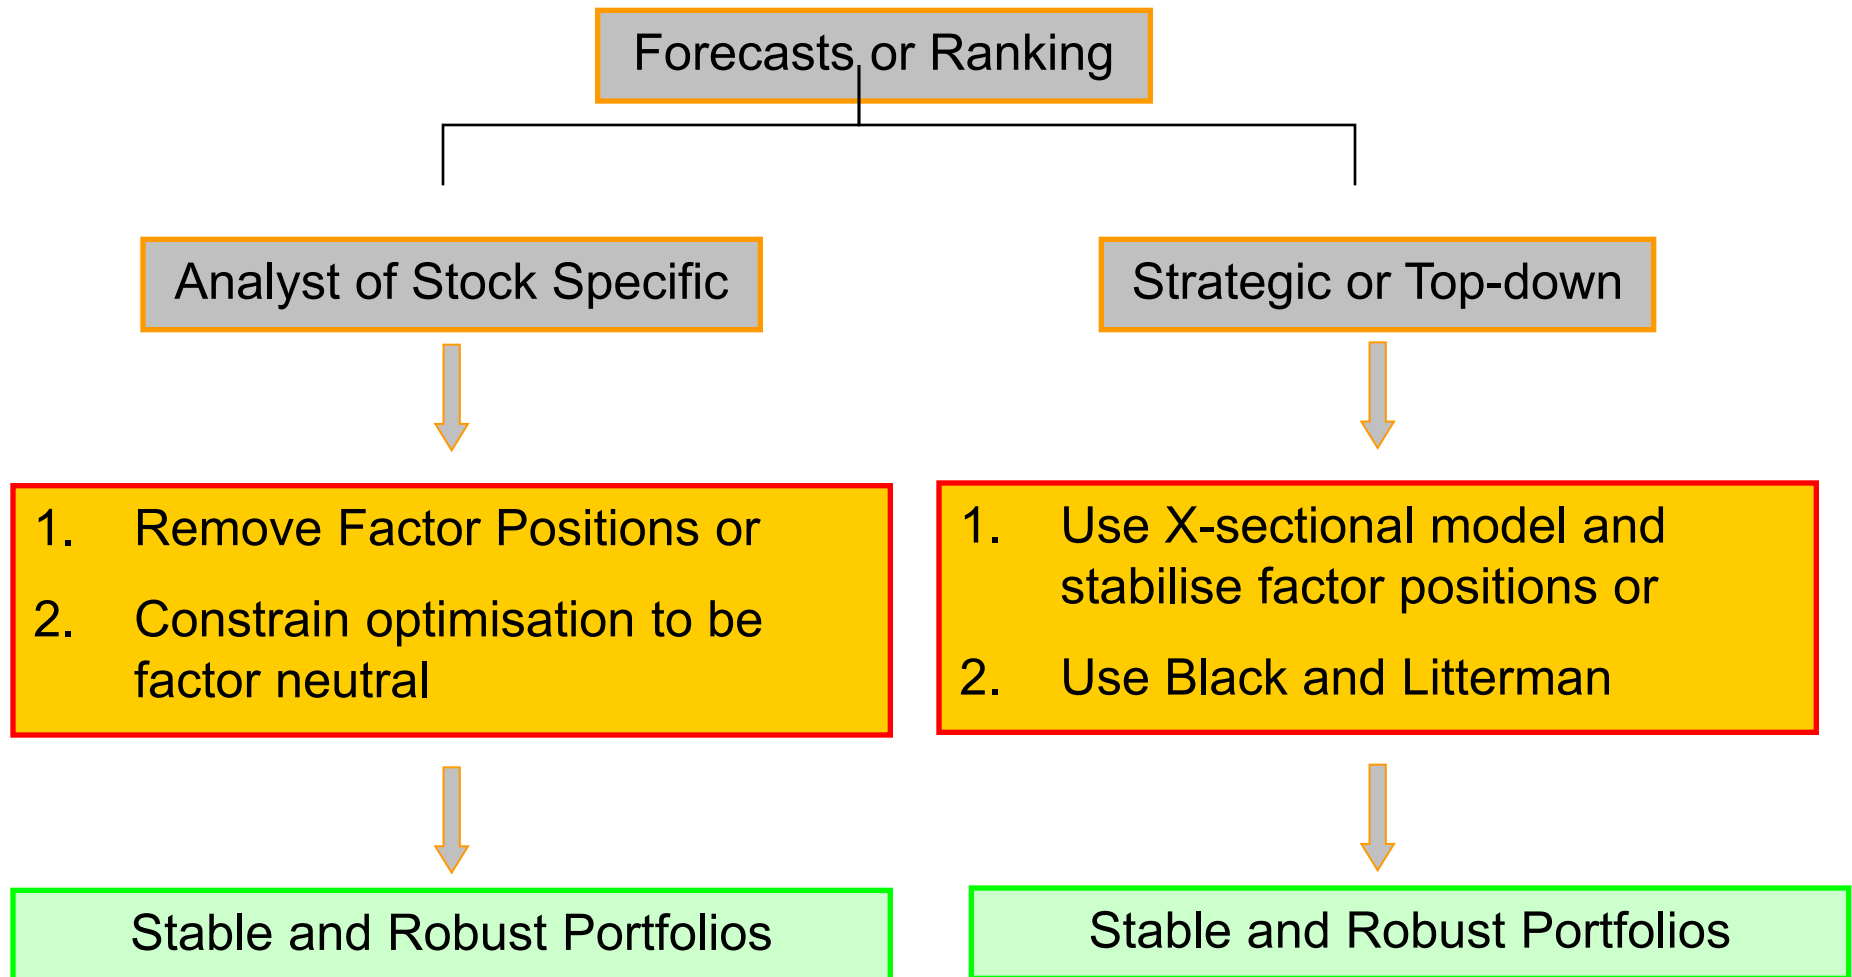 Forecasts or Ranking
Analyst of Stock Specific
Strategic or Top-down
1. Remove Factor Positions or
2. Constrain optimisation to be
factor neutral
1. Use X-sectional model and
stabilise factor positions or
2. Use Black and Litterman
Stable and Robust Portfolios
Stable and Robust Portfolios